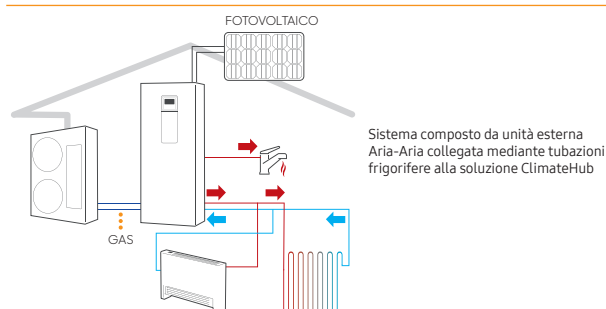 FOTOVOLTAICO
Sistema composto da unità esterna
Aria-Aria collegata mediante tubazioni
frigorifere alla soluzione ClimateHub
GAS